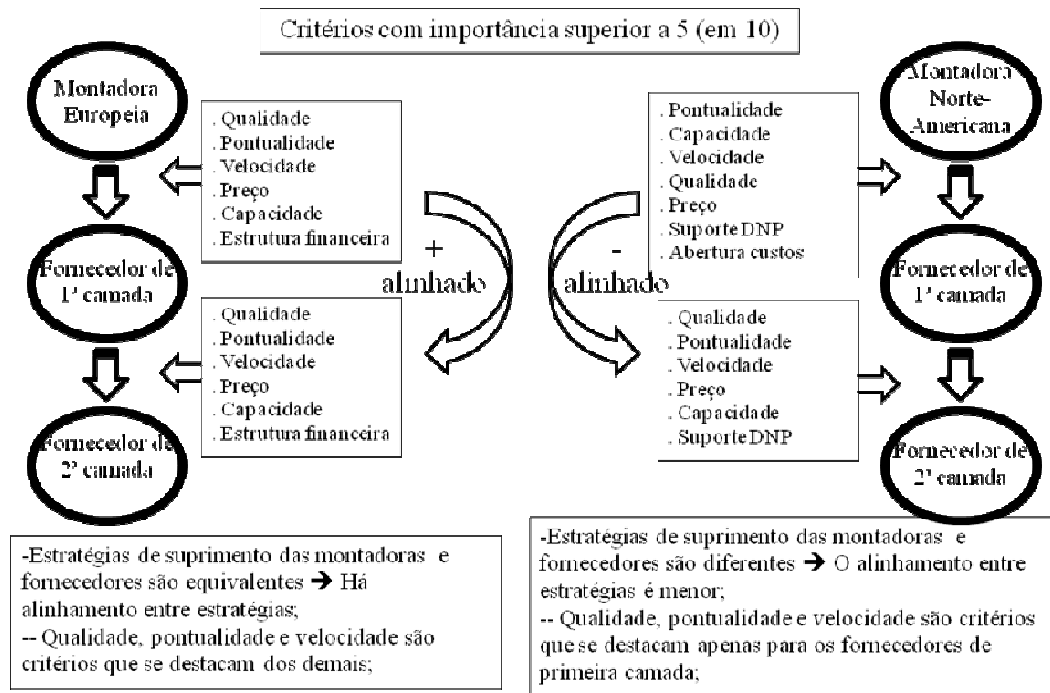 Critérios com importância superior a 5 (em 10)
Montadora
Europeia
. Qualidade
. Pontualidade
. Velocidade
. Preço
. Capacidade
. Estrutura financeira
Fornecedor de
1ª camada
. Qualidade
. Pontualidade
. Velocidade
. Preço
. Capacidade
. Estrutura financeira
Fornecedor de
2ª camada
+
alinhado
-
alinhado
Montadora
Norte-
Americana
. Pontualidade
. Capacidade
. Velocidade
. Qualidade
. Preço
. Suporte DNP
. Abertura custos
Fornecedor de
1ª camada
. Qualidade
. Pontualidade
. Velocidade
. Preço
. Capacidade
. Suporte DNP
Fornecedor de
2ª camada
-Estratégias de suprimento das montadoras e
fornecedores são equivalentes ➔ Há
alinhamento entre estratégias;
-- Qualidade, pontualidade e velocidade são
critérios que se destacam dos demais;
-Estratégias de suprimento das montadoras e
fornecedores são diferentes ➔ O alinhamento entre
estratégias é menor;
-- Qualidade, pontualidade e velocidade são critérios
que se destacam apenas para os fornecedores de
primeira camada;